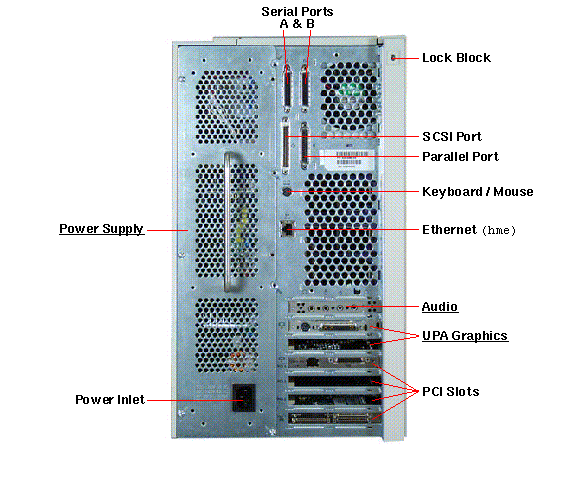 Serial Ports
A & B
Lock Block
SCSI Port
Parallel Port
Keyboard / Mouse
Power Supply
Ethernet (hme)
Audio
UPA Graphics
PCI Slots
Power Inlet